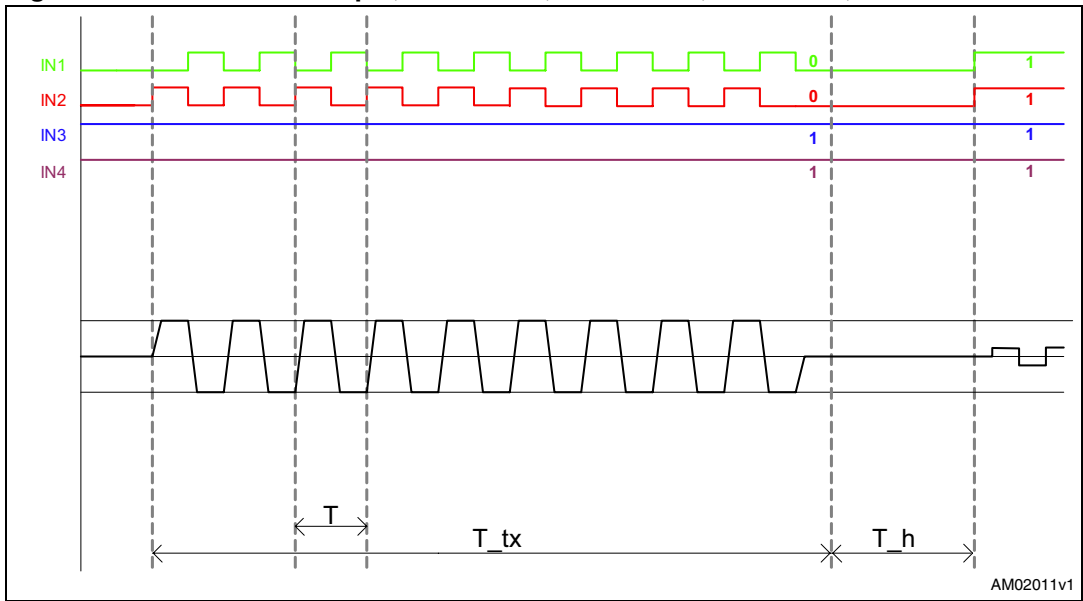 IN1 0 1
IN2 0 1
IN3 1 1
IN4 1 1
T
T_tx T_h
AM02011v1